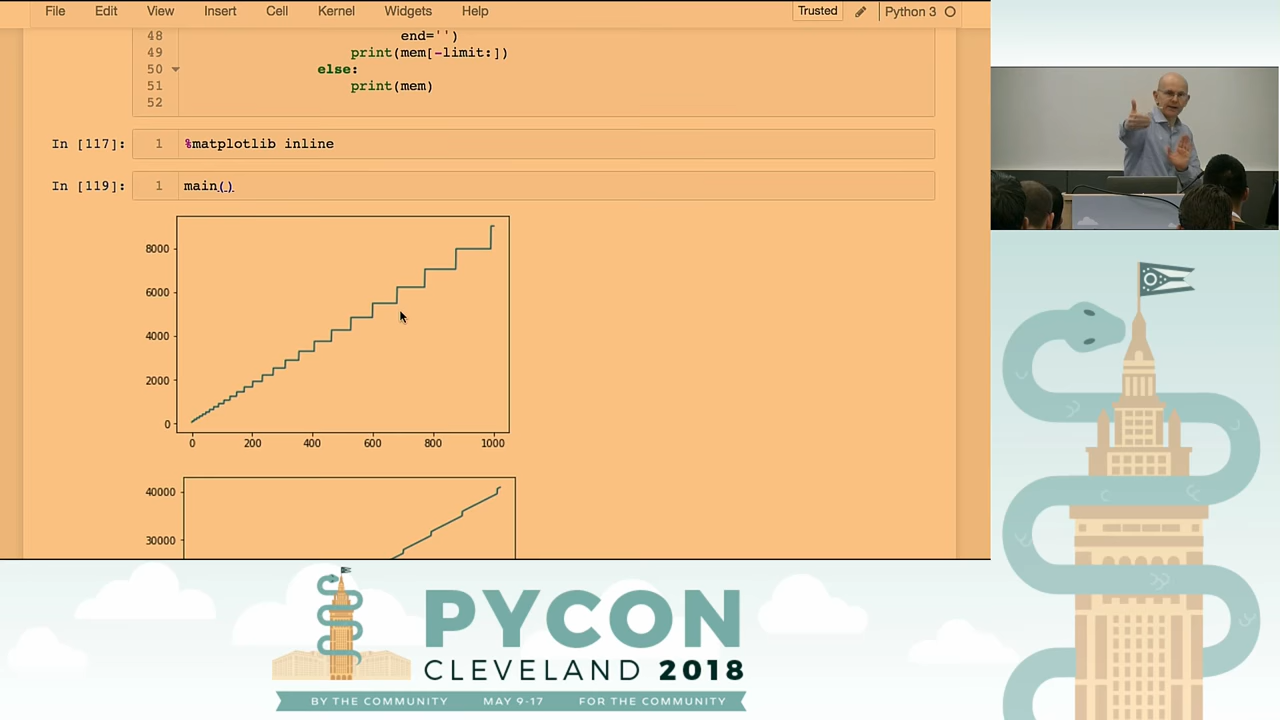 File Edit View Insert Cell Kernel Widgets Help Trusted Python 3
48 end='')
49 print(mem[-limit:])
50 else:
51 print(mem)
52
In [117]: 1 %matplotlib inline
In [119]: 1 main()
8000
6000
4000
2000
0
0 200 400 600 800 1000
40000
30000
PYCON
CLEVELAND 2018
BY THE COMMUNITY MAY 9-17 FOR THE COMMUNITY